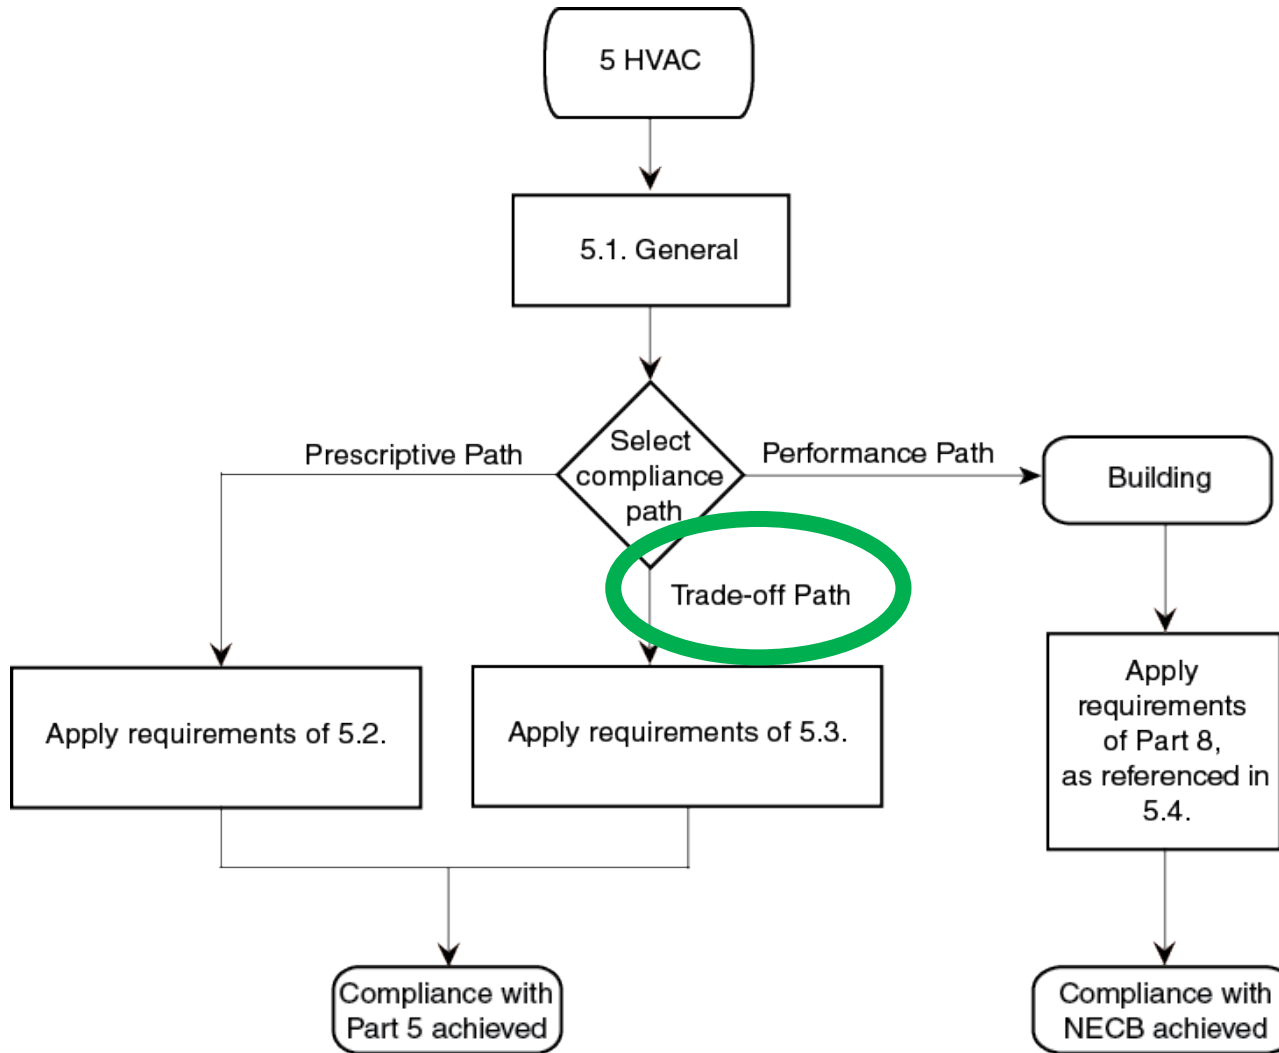 5 HVAC
5.1. General
Select
compliance
path
Prescriptive Path
Performance Path
Trade-off Path
Building
Apply requirements of 5.2.
Apply requirements of 5.3.
Apply
requirements
of Part 8,
as referenced in
5.4.
Compliance with
Part 5 achieved
Compliance with
NECB achieved